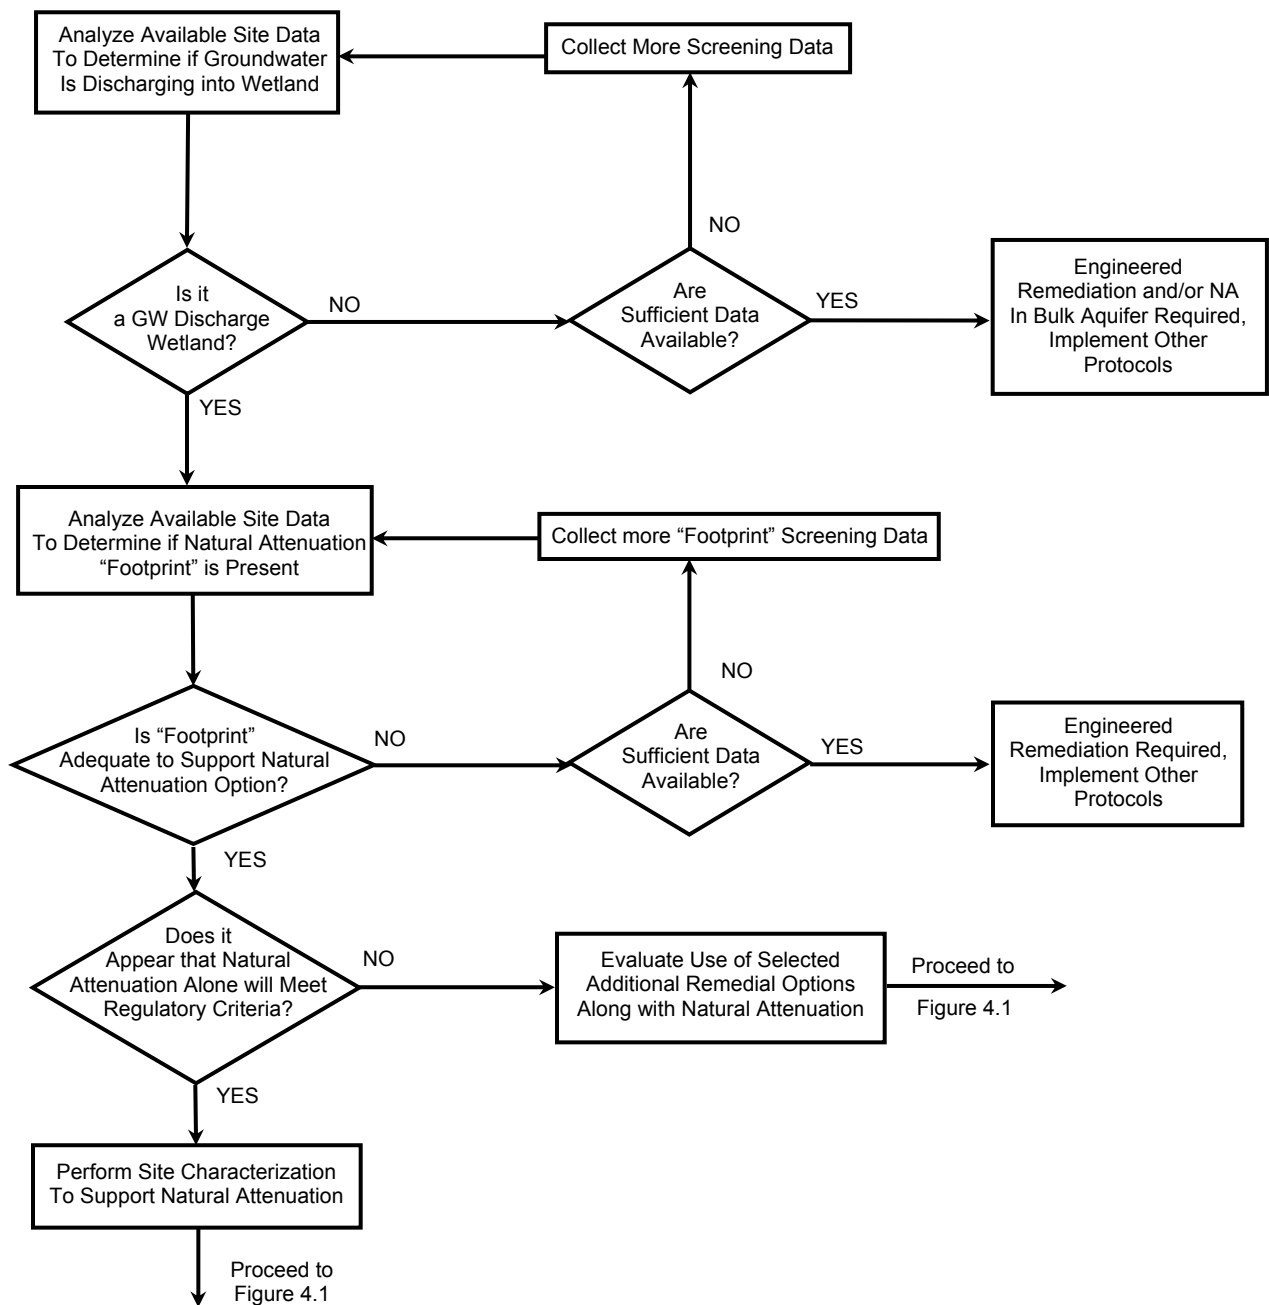 Analyze Available Site Data
To Determine if Groundwater
Is Discharging into Wetland
Collect More Screening Data
NO
Is it
a GW Discharge
Wetland?
NO
Are
Sufficient Data
Available?
YES
Engineered
Remediation and/or NA
In Bulk Aquifer Required,
Implement Other
Protocols
YES
Analyze Available Site Data
To Determine if Natural Attenuation
“Footprint” is Present
Collect more “Footprint” Screening Data
NO
Is “Footprint”
Adequate to Support Natural
Attenuation Option?
NO
Are
Sufficient Data
Available?
YES
Engineered
Remediation Required,
Implement Other
Protocols
YES
Does it
Appear that Natural
Attenuation Alone will Meet
Regulatory Criteria?
NO
Evaluate Use of Selected
Additional Remedial Options
Along with Natural Attenuation
Proceed to
Figure 4.1
YES
Perform Site Characterization
To Support Natural Attenuation
Proceed to
Figure 4.1